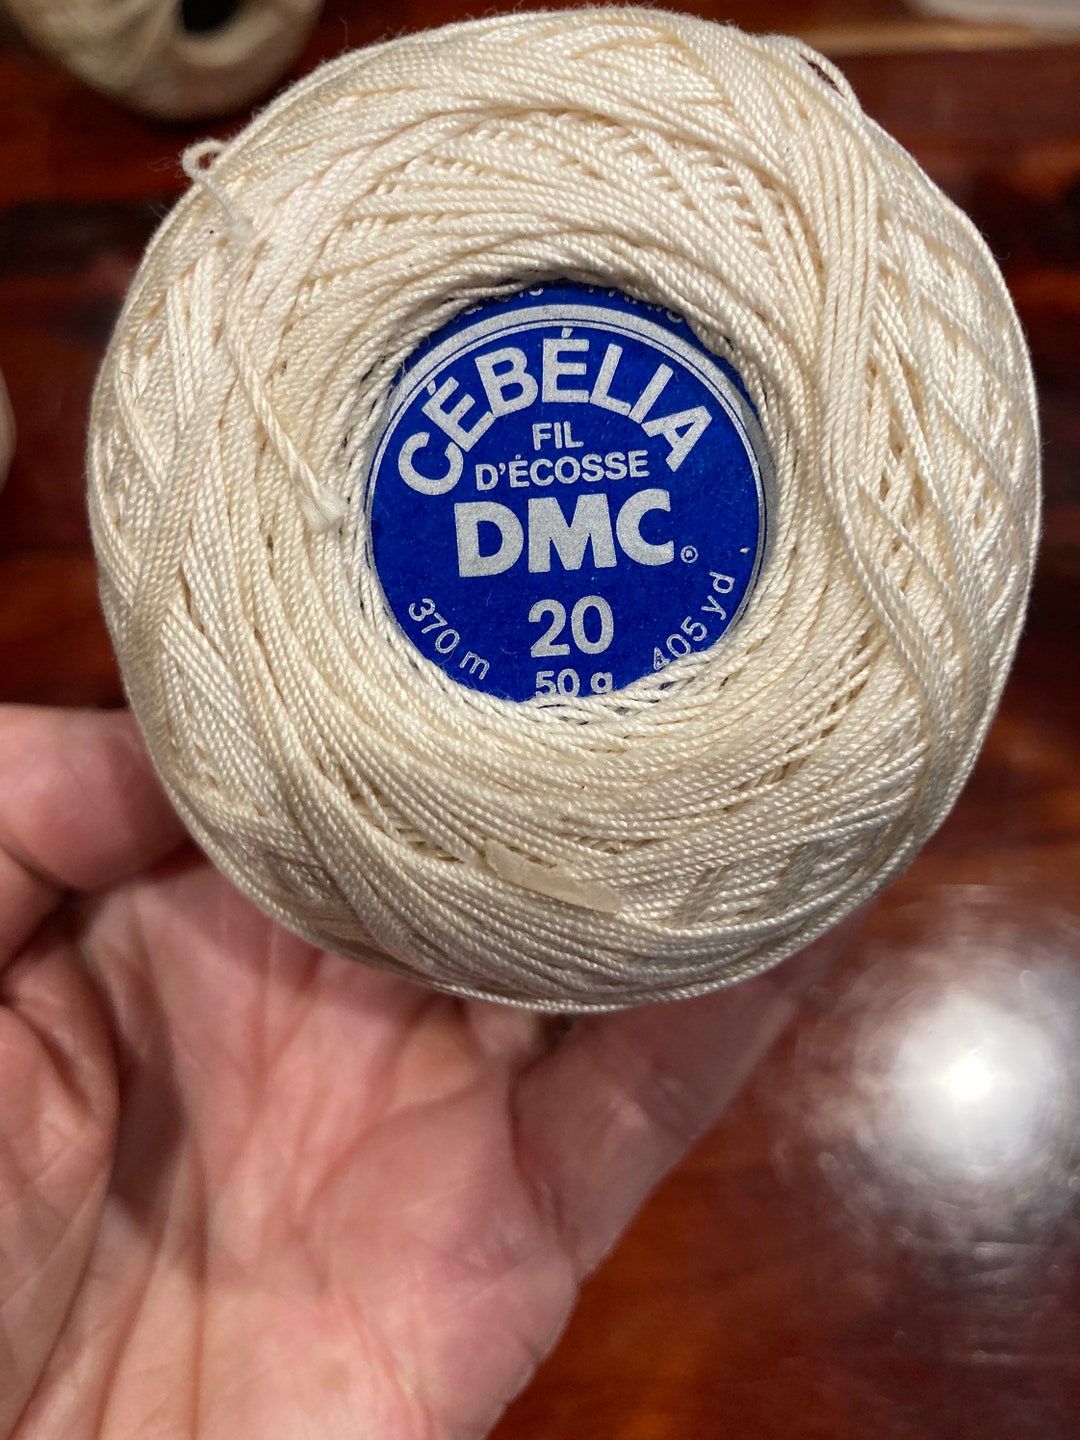 CÉBÉLIA
FIL
D'ÉCOSSE
DMC®
20
370 m
405 yd
50 g